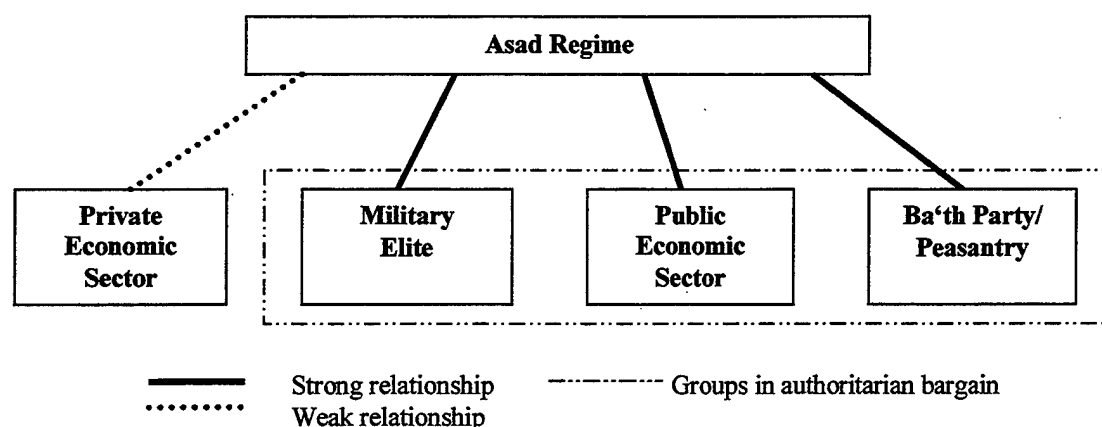 Asad Regime
Private
Economic
Sector
Military
Elite
Public
Economic
Sector
Ba‘th Party/
Peasantry
Strong relationship
Groups in authoritarian bargain
Weak relationship